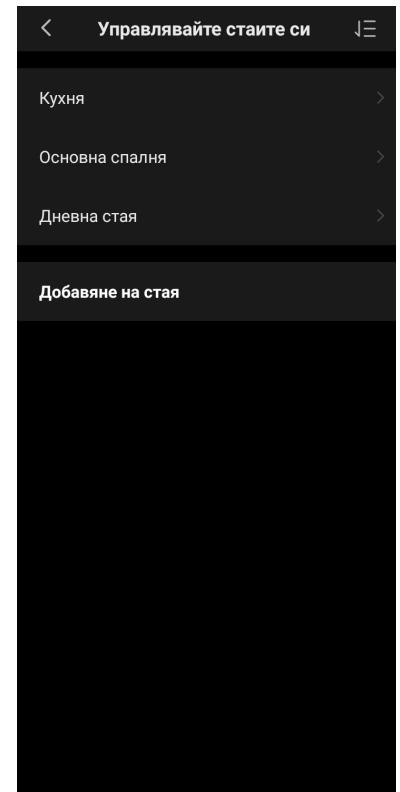 Управлявайте стаите си
Кухня
Основна спалня
Дневна стая
Добавяне на стая